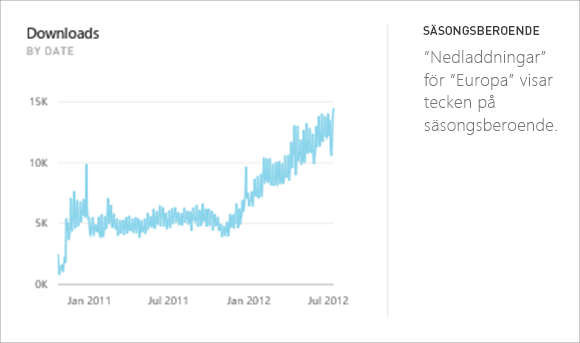 Downloads
BY DATE
15K
10K
5K
0K
Jan 2011 Jul 2011 Jan 2012 Jul 2012
SÄSONGSBEROENDE
”Nedladdningar”
för ”Europa” visar
tecken på
säsongsberoende.